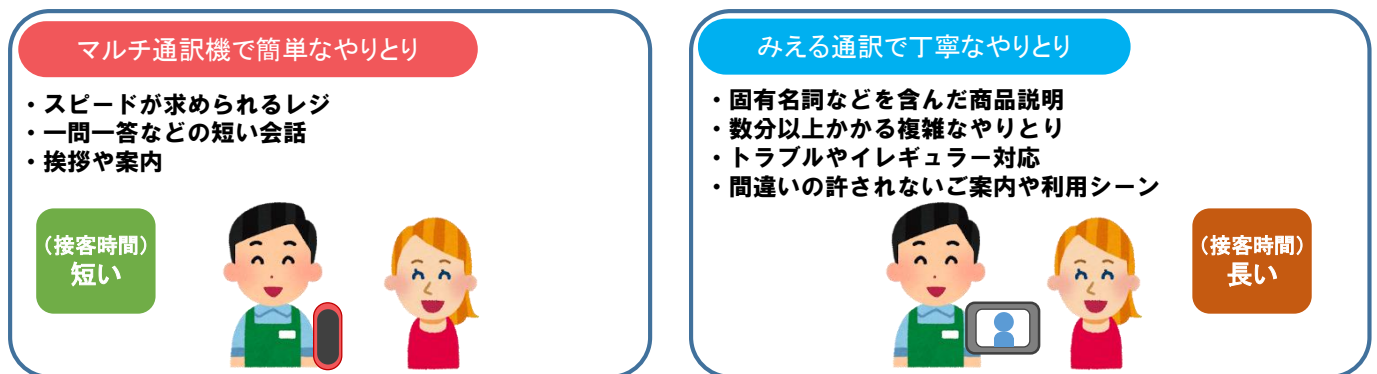 マルチ通訳機で簡単なやりとり
・スピードが求められるレジ
・一問一答などの短い会話
・挨拶や案内
（接客時間）
短い
みえる通訳で丁寧なやりとり
・固有名詞などを含んだ商品説明
・数分以上かかる複雑なやりとり
・トラブルやイレギュラー対応
・間違いの許されないご案内や利用シーン
（接客時間）
長い